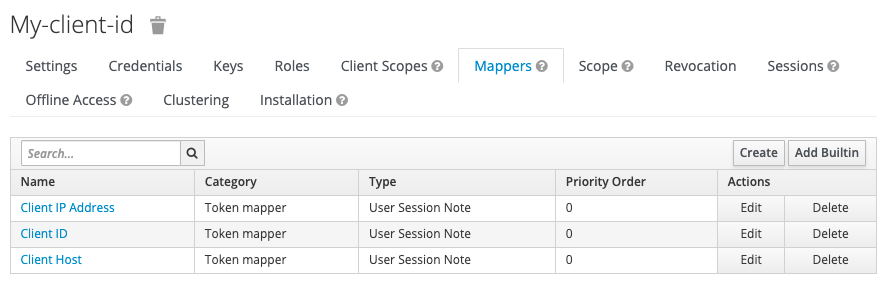 My-client-id
Settings Credentials Keys Roles Client Scopes ? Mappers ? Scope ? Revocation Sessions ?
Offline Access ? Clustering Installation ?
Search... Create Add Builtin
Name Category Type Priority Order Actions
Client IP Address Token mapper User Session Note 0 Edit Delete
Client ID Token mapper User Session Note 0 Edit Delete
Client Host Token mapper User Session Note 0 Edit Delete